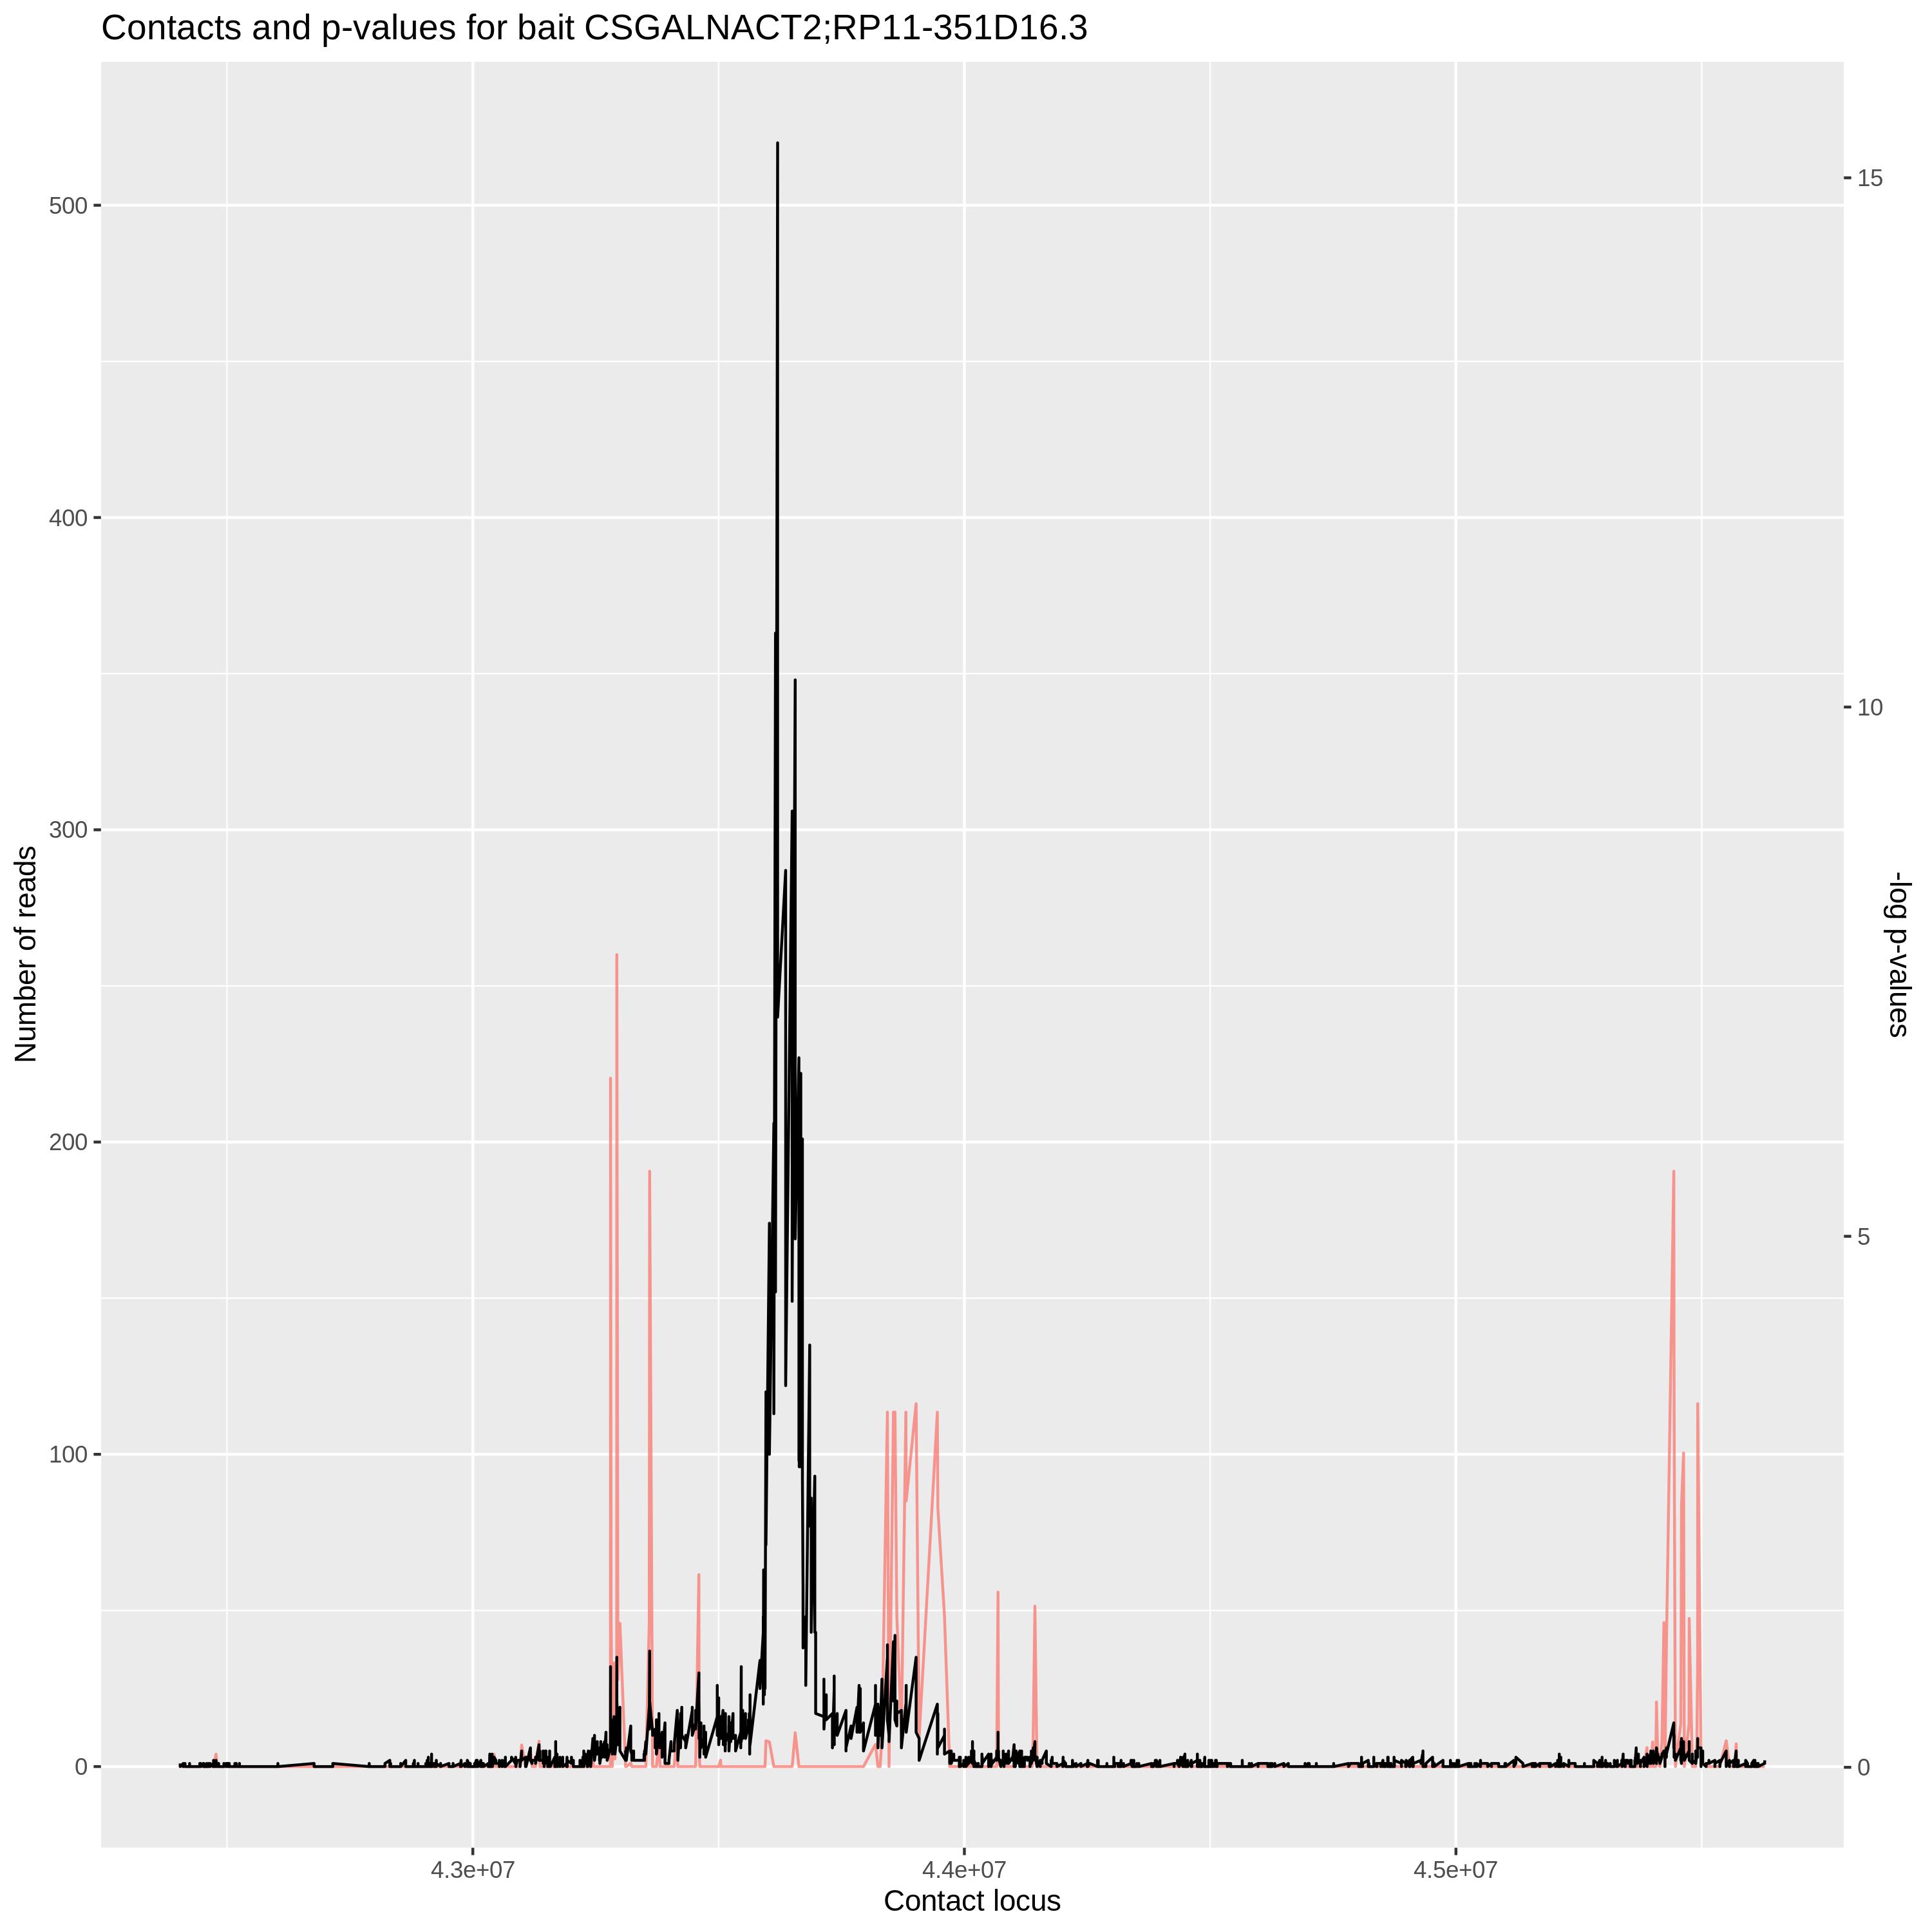 Contacts and p-values for bait CSGALNACT2;RP11-351D16.3
Number of reads
500
400
300
200
100
0
15
10
5
0
-log p-values
4.3e+07 4.4e+07 4.5e+07
Contact locus